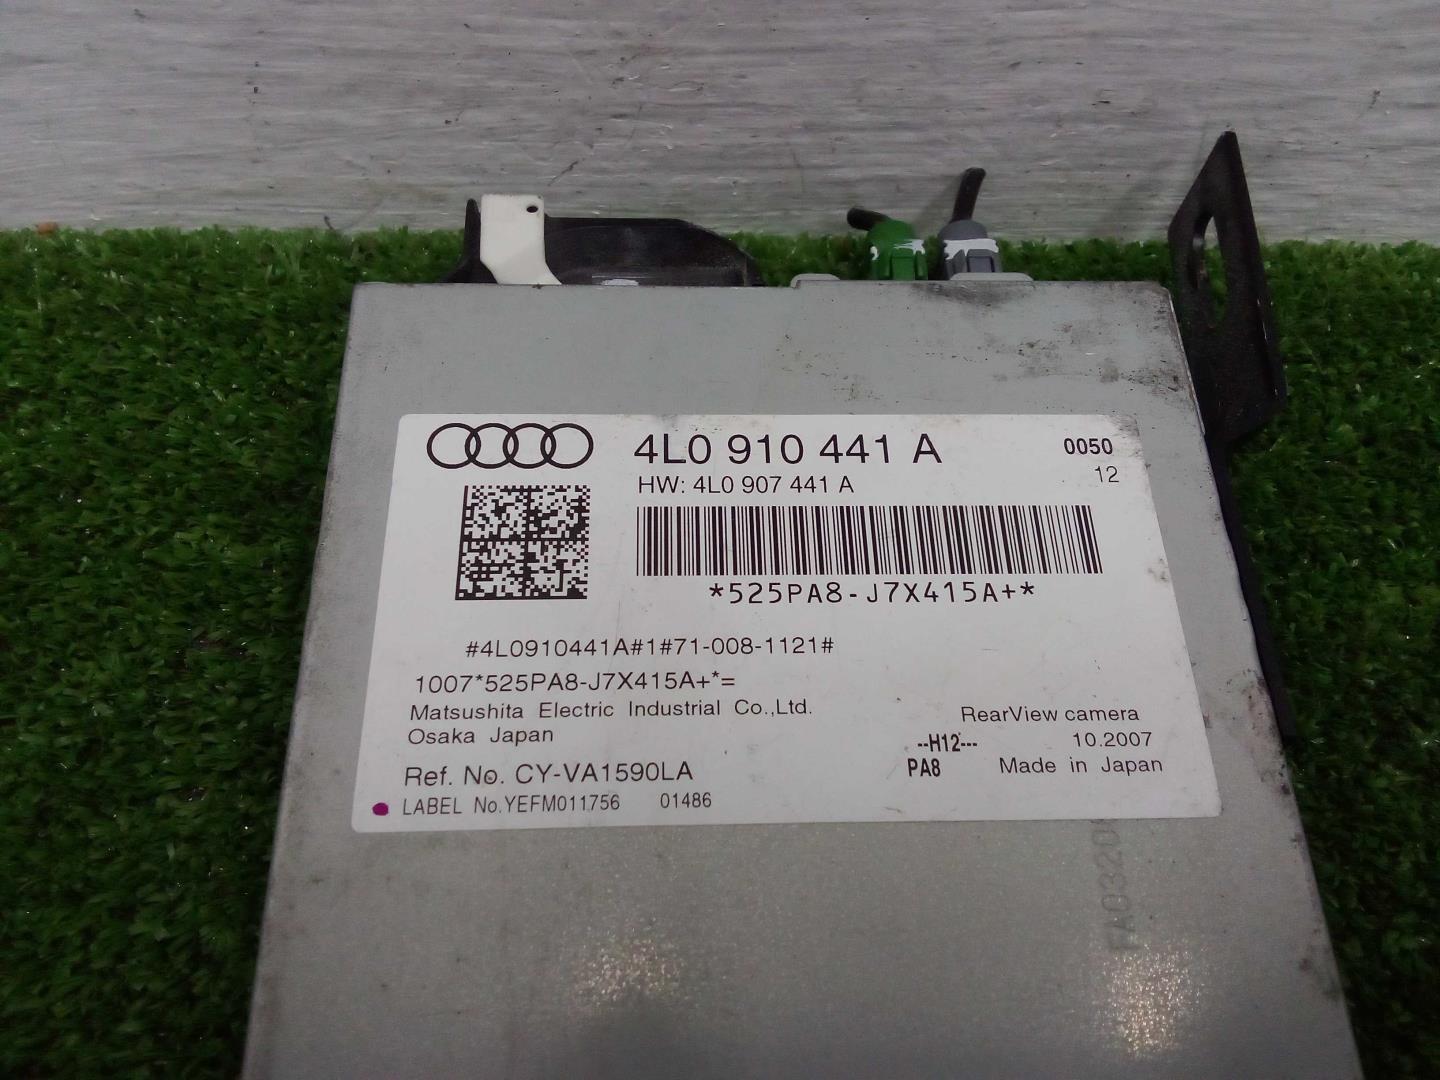 4L0 910 441 A
0050
HW: 4L0 907 441 A
12
*525PA8-J7X415A+*
#4L0910441A#1#71-008-1121#
1007*525PA8-J7X415A+*=
Matsushita Electric Industrial Co.,Ltd.
RearView camera
Osaka Japan
--H12---
10.2007
Ref. No. CY-VA1590LA
PA8
Made in Japan
LABEL No.YEFM011756
01486